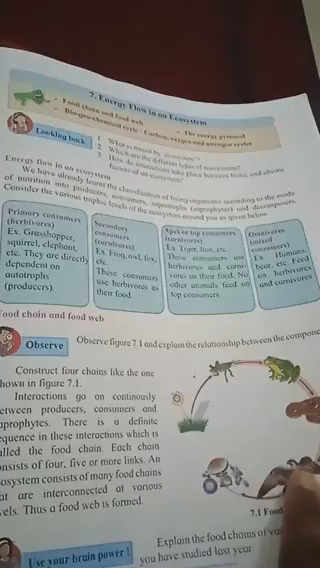 7. Energy Flow in an Ecosystem
• Food chain and food web
• The energy pyramid
• Bio-geo-chemical cycle : Carbon, oxygen and nitrogen cycles
Looking back
1. What is meant by 'ecosystem'?
2. Which are the different types of ecosystems?
3. How do interactions take place between biotic and abiotic
factors of an ecosystem?
Energy flow in an ecosystem
We have already learnt the classification of living organisms according to the mode
of nutrition into producers, consumers, saprotrophs (saprophytes) and decomposers.
Consider the various trophic levels of the ecosystem around you as given below.
Primary consumers
(herbivores)
Ex. Grasshopper,
squirrel, elephant,
etc. They are directly
dependent on
autotrophs
(producers).
Secondary
consumers
(carnivores)
Ex. Frog, owl, fox,
etc.
These consumers
use herbivores as
their food.
Apex or top consumers
(carnivores)
Ex. Tiger, lion, etc.
These consumers use
herbivores and carni-
vores as their food. No
other animals feed on
top consumers.
Omnivores
(mixed
consumers)
Ex. Humans,
bear, etc. Feed
on herbivores
and carnivores
Food chain and food web
Observe
Observe figure 7.1 and explain the relationship between the compone
Construct four chains like the one
hown in figure 7.1.
Interactions go on continously
etween producers, consumers and
aprophytes. There is a definite
equence in these interactions which is
alled the food chain. Each chain
onsists of four, five or more links. An
osystem consists of many food chains
at are interconnected at various
vels. Thus a food web is formed.
7.1 Food
Use your brain power !
Explain the food chains of va
you have studied last year